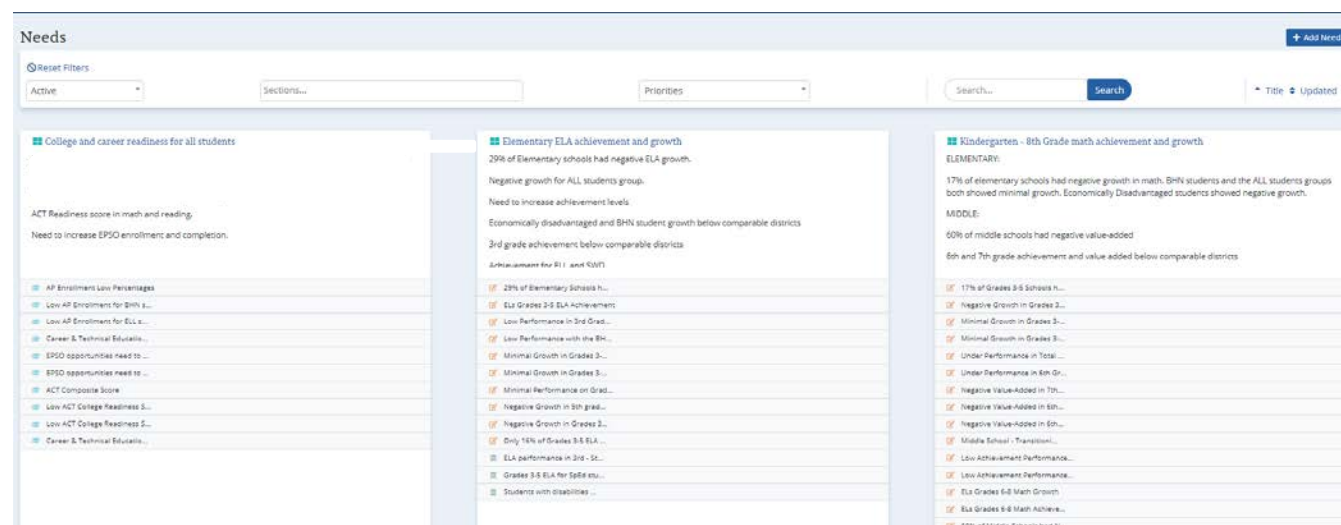 Needs
+ Add Need
Reset Filters
Active
Sections...
Priorities
Search...
Search
Title
Updated
College and career readiness for all students
ACT Readiness score in math and reading.
Need to increase EPSO enrollment and completion.
AP Enrollment Low Percentages
Low AP Enrollment for BHN s...
Low AP Enrollment for ELL s...
Career & Technical Educatio...
EPSO opportunities need to ...
EPSO opportunities need to ...
ACT Composite Score
Low ACT College Readiness S...
Low ACT College Readiness S...
Career & Technical Educatio...
Elementary ELA achievement and growth
29% of Elementary schools had negative ELA growth.
Negative growth for ALL students group.
Need to increase achievement levels
Economically disadvantaged and BHN student growth below comparable districts
3rd grade achievement below comparable districts
Achievement for ELL and SWD
29% of Elementary Schools h...
ELs Grades 3-5 ELA Achievement
Low Performance in 3rd Grad...
Low Performance with the BH...
Minimal Growth in Grades 3-...
Minimal Growth in Grades 3-...
Minimal Performance on Grad...
Negative Growth in 5th grad...
Negative Growth in Grades 3...
Only 16% of Grades 3-5 ELA ...
ELA performance in 3rd - St...
Grades 3-5 ELA for SpEd stu...
Students with disabilities ...
Kindergarten - 8th Grade math achievement and growth
ELEMENTARY:
17% of elementary schools had negative growth in math. BHN students and the ALL students groups
both showed minimal growth. Economically Disadvantaged students showed negative growth.
MIDDLE:
60% of middle schools had negative value-added
6th and 7th grade achievement and value added below comparable districts
17% of Grades 3-5 Schools h...
Negative Growth in Grades 3...
Minimal Growth in Grades 3-...
Minimal Growth in Grades 3-...
Under Performance in Total ...
Under Performance in 6th Gr...
Negative Value-Added in 7th...
Negative Value-Added in 6th...
Negative Value-Added in 6th...
Middle School - Transitioni...
Low Achievement Performance...
Low Achievement Performance...
ELs Grades 6-8 Math Growth
ELs Grades 6-8 Math Achieve...